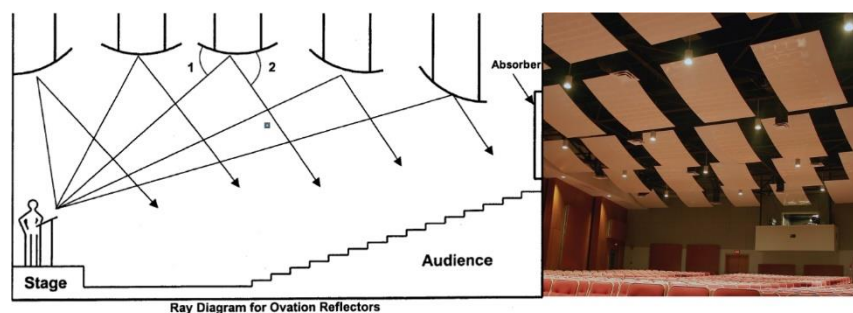 1
2
Absorber
Audience
Stage
Ray Diagram for Ovation Reflectors